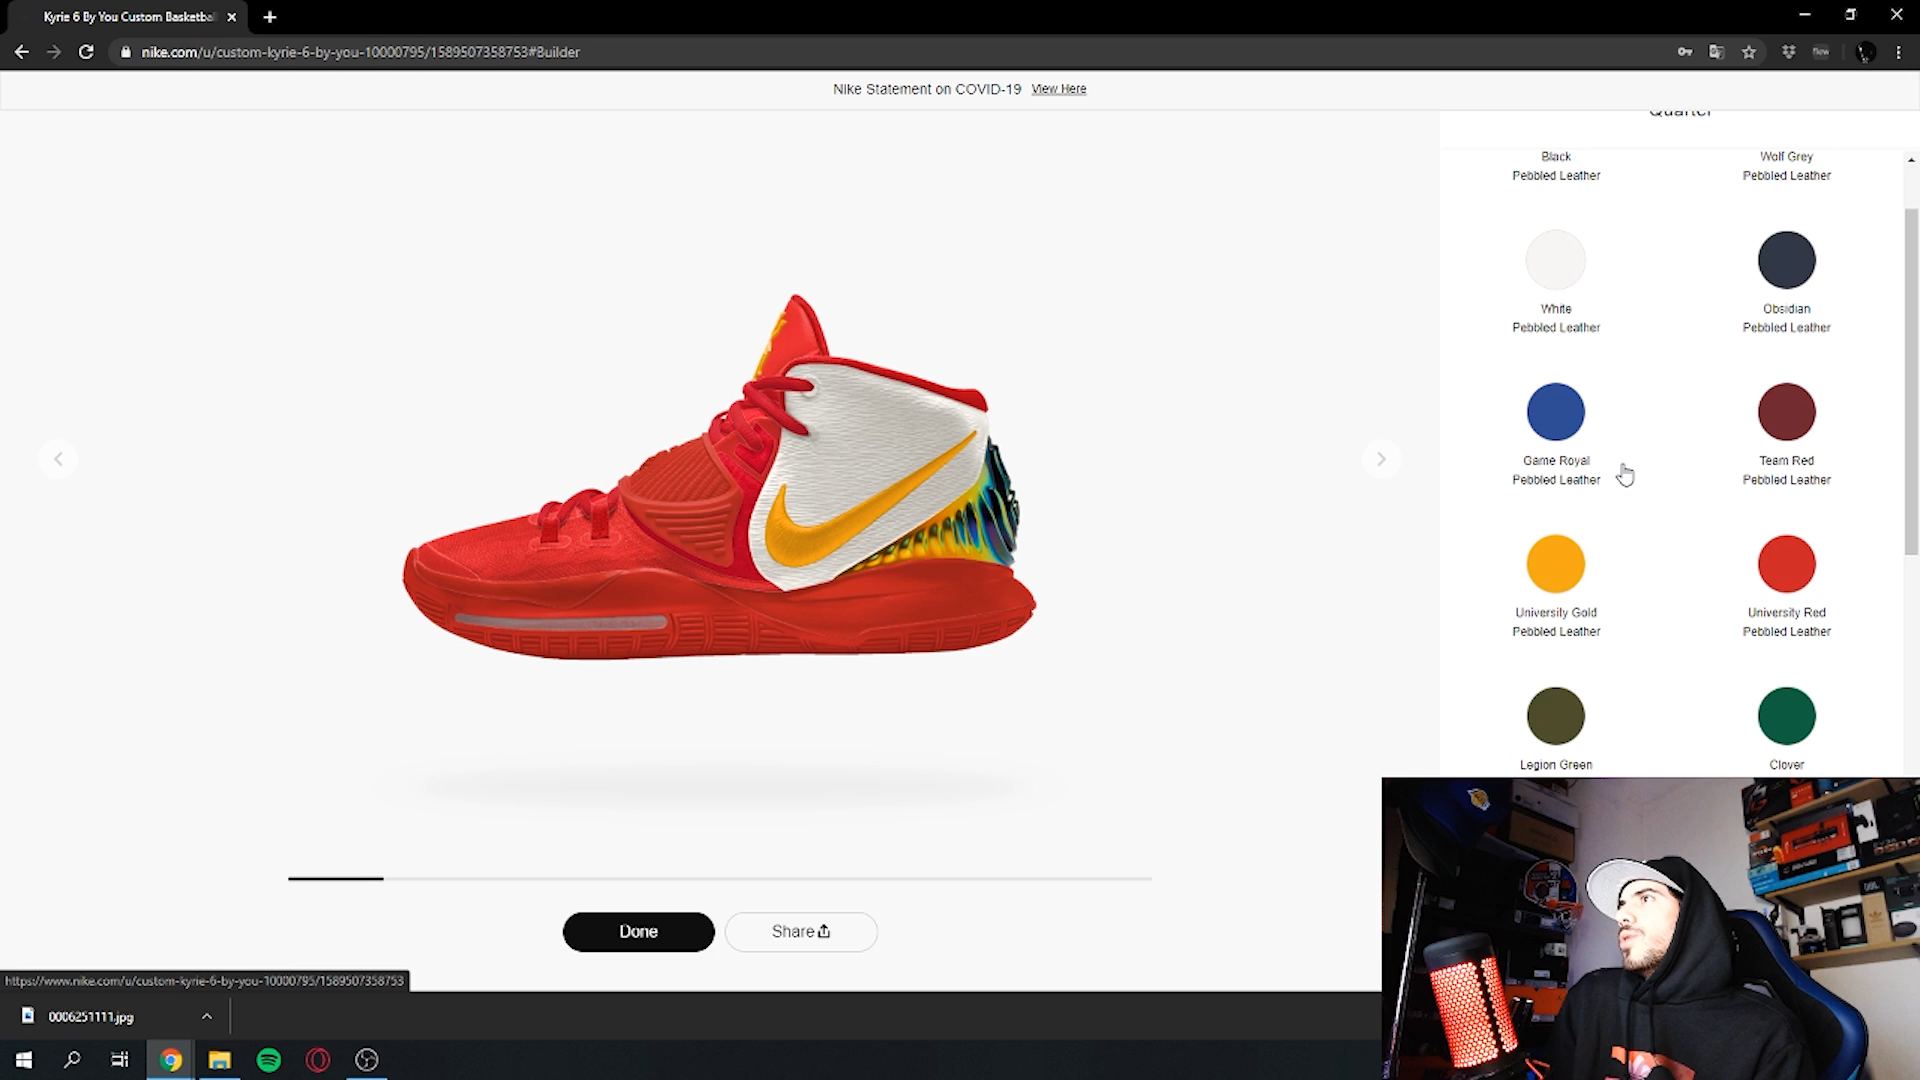 Kyrie 6 By You Custom Basketbal
nike.com/u/custom-kyrie-6-by-you-10000795/1589507358753#Builder
Nike Statement on COVID-19 View Here
Quarter
Black
Pebbled Leather
Wolf Grey
Pebbled Leather
White
Pebbled Leather
Obsidian
Pebbled Leather
Game Royal
Pebbled Leather
Team Red
Pebbled Leather
University Gold
Pebbled Leather
University Red
Pebbled Leather
Legion Green
Clover
Done
Share
https://www.nike.com/u/custom-kyrie-6-by-you-10000795/1589507358753
0006251111.jpg